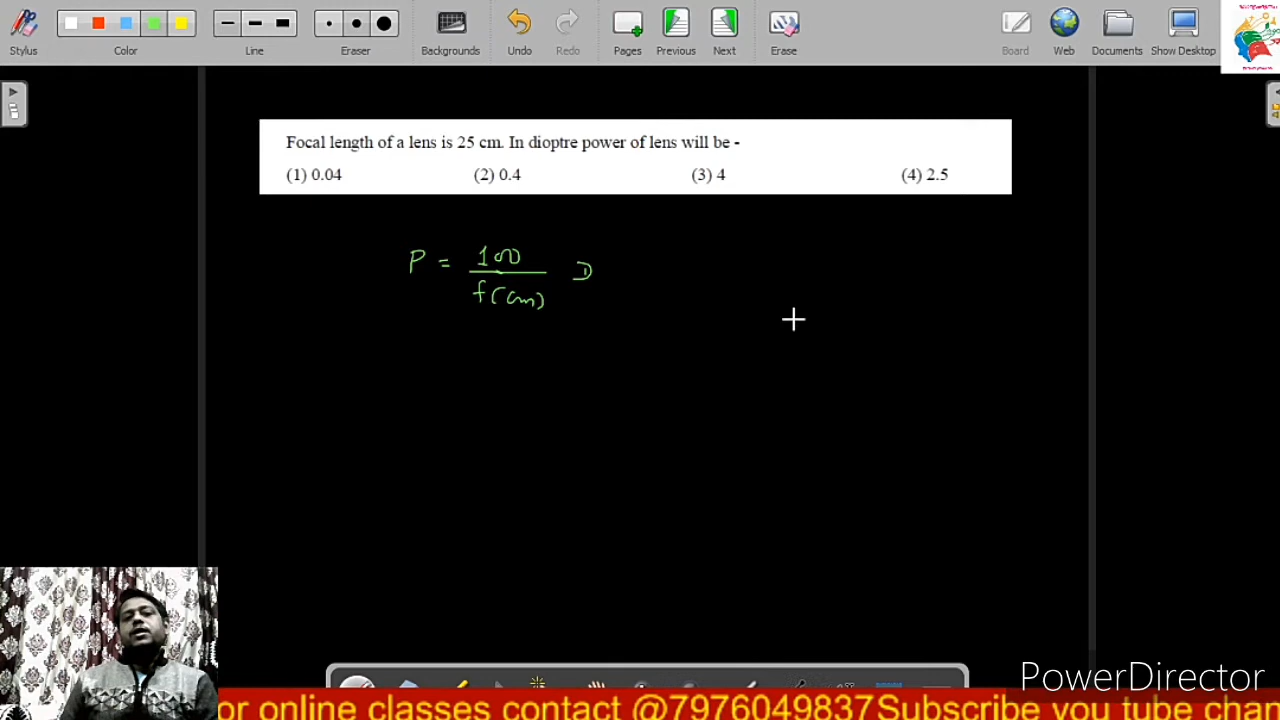 Stylus Color Line Eraser Backgrounds Undo Redo Pages Previous Next Erase Board Web Documents Show Desktop
Focal length of a lens is 25 cm. In dioptre power of lens will be -
(1) 0.04 (2) 0.4 (3) 4 (4) 2.5
P = 100 D
f(cm)
PowerDirector
or online classes contact @7976049837Subscribe you tube chan